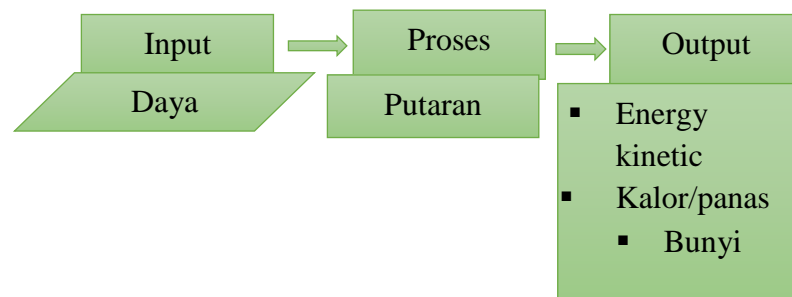 Input
Daya
Proses
Putaran
Output
▪ Energy
kinetic
▪ Kalor/panas
▪ Bunyi